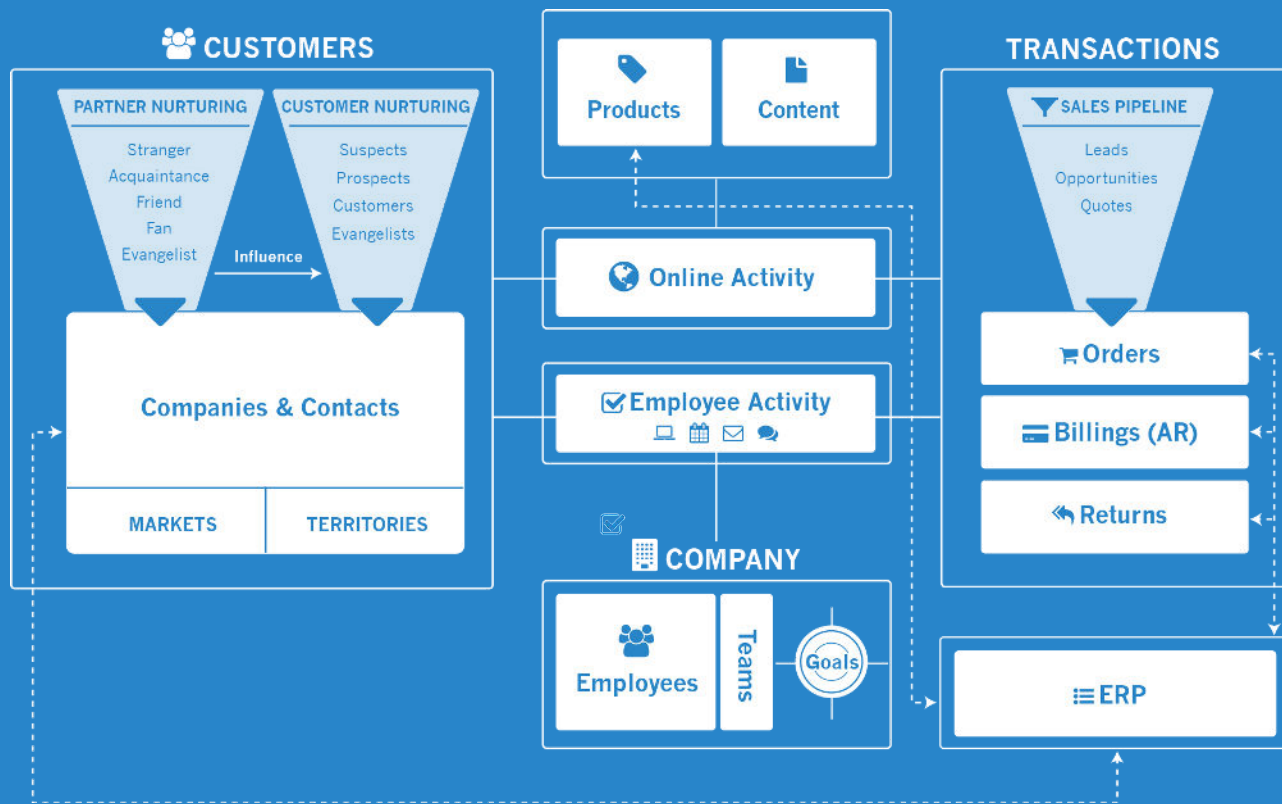 CUSTOMERS
PARTNER NURTURING
Stranger
Acquaintance
Friend
Fan
Evangelist
Influence
CUSTOMER NURTURING
Suspects
Prospects
Customers
Evangelists
Companies & Contacts
MARKETS
TERRITORIES
Products
Content
Online Activity
Employee Activity
COMPANY
Employees
Teams
Goals
TRANSACTIONS
SALES PIPELINE
Leads
Opportunities
Quotes
Orders
Billings (AR)
Returns
ERP